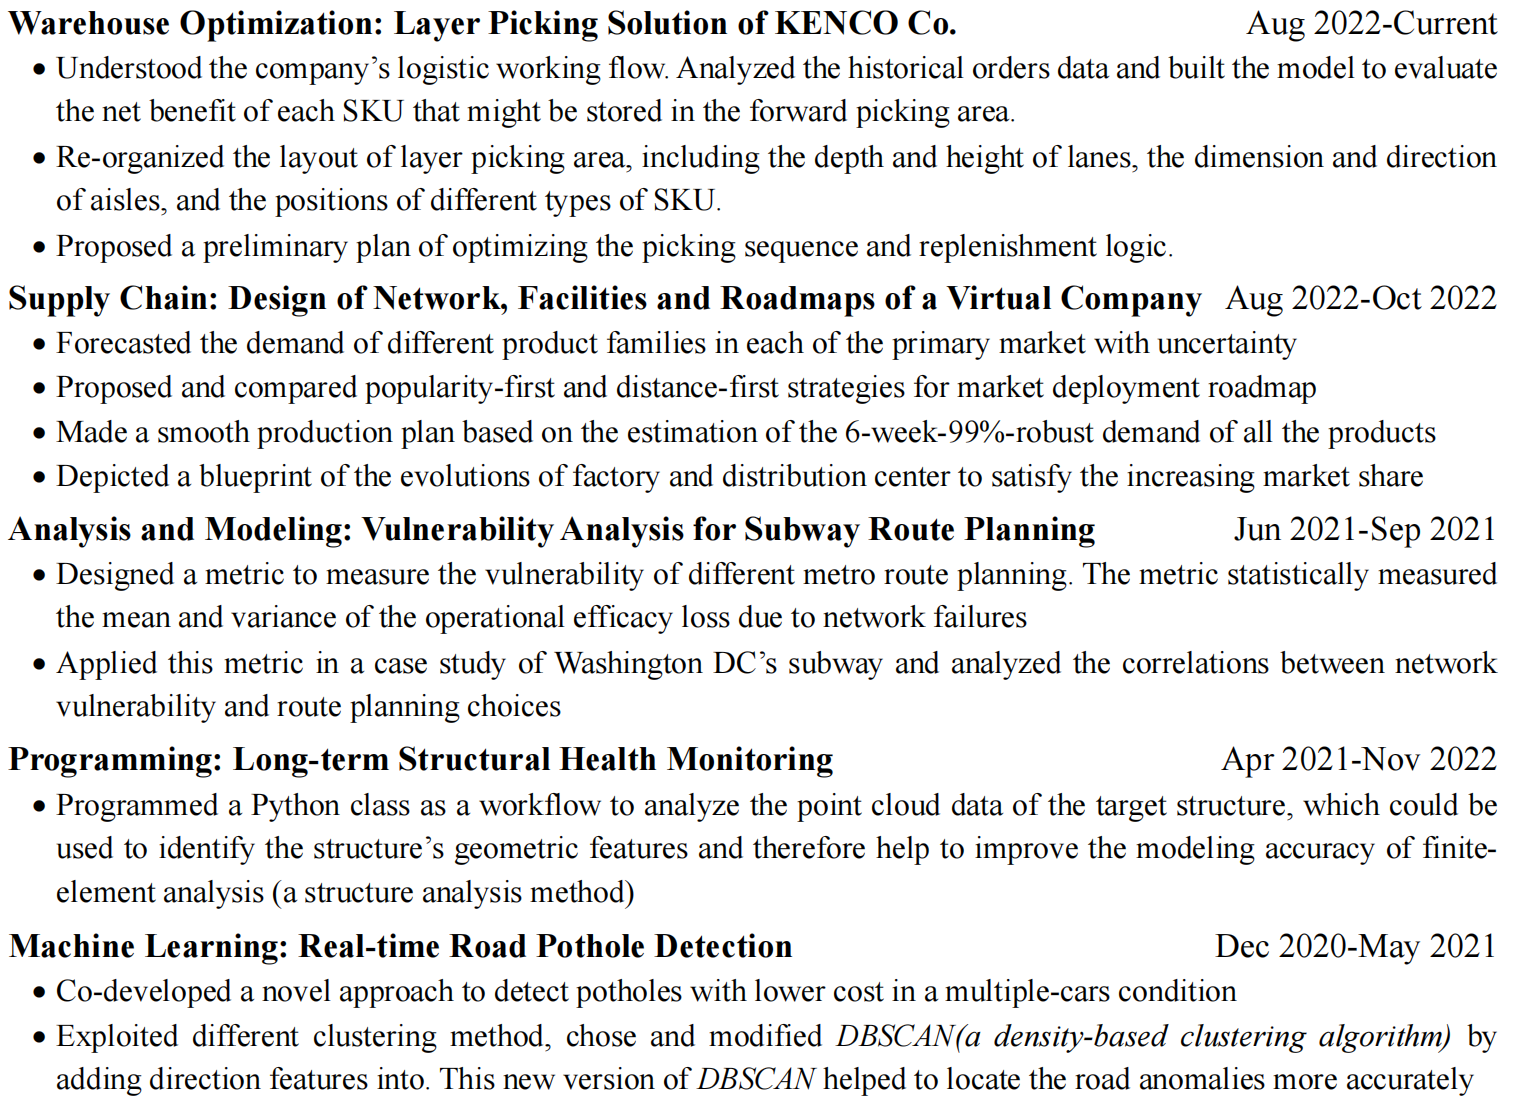 Warehouse Optimization: Layer Picking Solution of KENCO Co. Aug 2022-Current
• Understood the company's logistic working flow. Analyzed the historical orders data and built the model to evaluate
the net benefit of each SKU that might be stored in the forward picking area.
• Re-organized the layout of layer picking area, including the depth and height of lanes, the dimension and direction
of aisles, and the positions of different types of SKU.
• Proposed a preliminary plan of optimizing the picking sequence and replenishment logic.
Supply Chain: Design of Network, Facilities and Roadmaps of a Virtual Company Aug 2022-Oct 2022
• Forecasted the demand of different product families in each of the primary market with uncertainty
• Proposed and compared popularity-first and distance-first strategies for market deployment roadmap
• Made a smooth production plan based on the estimation of the 6-week-99%-robust demand of all the products
• Depicted a blueprint of the evolutions of factory and distribution center to satisfy the increasing market share
Analysis and Modeling: Vulnerability Analysis for Subway Route Planning Jun 2021-Sep 2021
• Designed a metric to measure the vulnerability of different metro route planning. The metric statistically measured
the mean and variance of the operational efficacy loss due to network failures
• Applied this metric in a case study of Washington DC's subway and analyzed the correlations between network
vulnerability and route planning choices
Programming: Long-term Structural Health Monitoring Apr 2021-Nov 2022
• Programmed a Python class as a workflow to analyze the point cloud data of the target structure, which could be
used to identify the structure's geometric features and therefore help to improve the modeling accuracy of finite-
element analysis (a structure analysis method)
Machine Learning: Real-time Road Pothole Detection Dec 2020-May 2021
• Co-developed a novel approach to detect potholes with lower cost in a multiple-cars condition
• Exploited different clustering method, chose and modified DBSCAN(a density-based clustering algorithm) by
adding direction features into. This new version of DBSCAN helped to locate the road anomalies more accurately